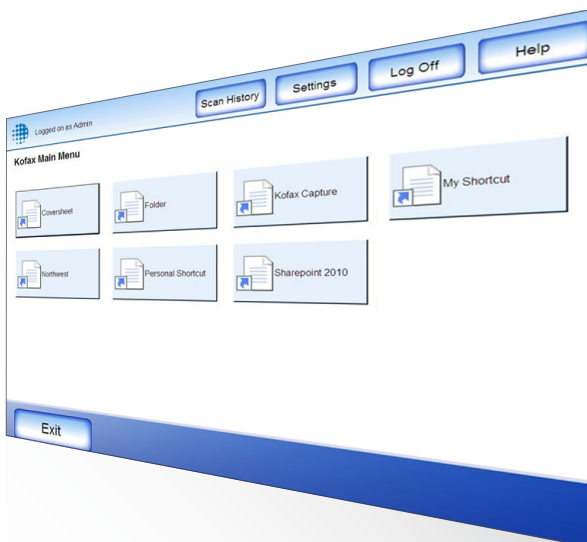 Scan History
Settings
Log Off
Help
Logged on as Admin
Kofax Main Menu
Coversheet
Folder
Kofax Capture
My Shortcut
Northwest
Personal Shortcut
Sharepoint 2010
Exit